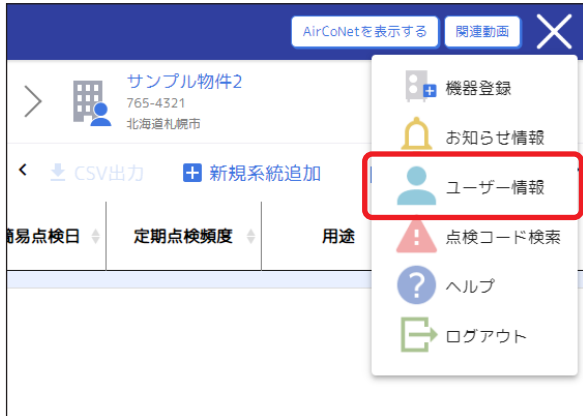 AirCoNetを表示する 関連動画
サンプル物件2
765-4321
北海道札幌市
CSV出力 新規系統追加
簡易点検日 定期点検頻度 用途
機器登録
お知らせ情報
ユーザー情報
点検コード検索
ヘルプ
ログアウト